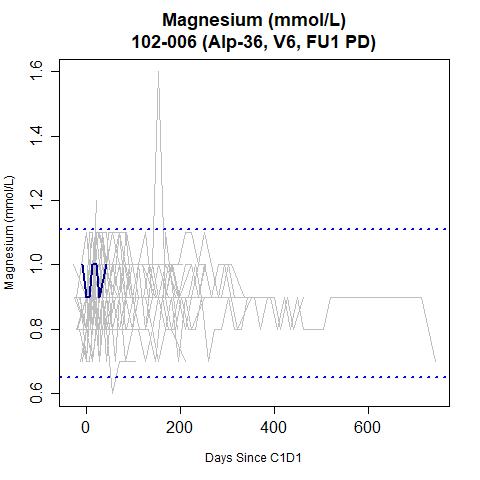 Magnesium (mmol/L)
102-006 (Alp-36, V6, FU1 PD)
Magnesium (mmol/L)
1.6
1.4
1.2
1.0
0.8
0.6
0 200 400 600
Days Since C1D1